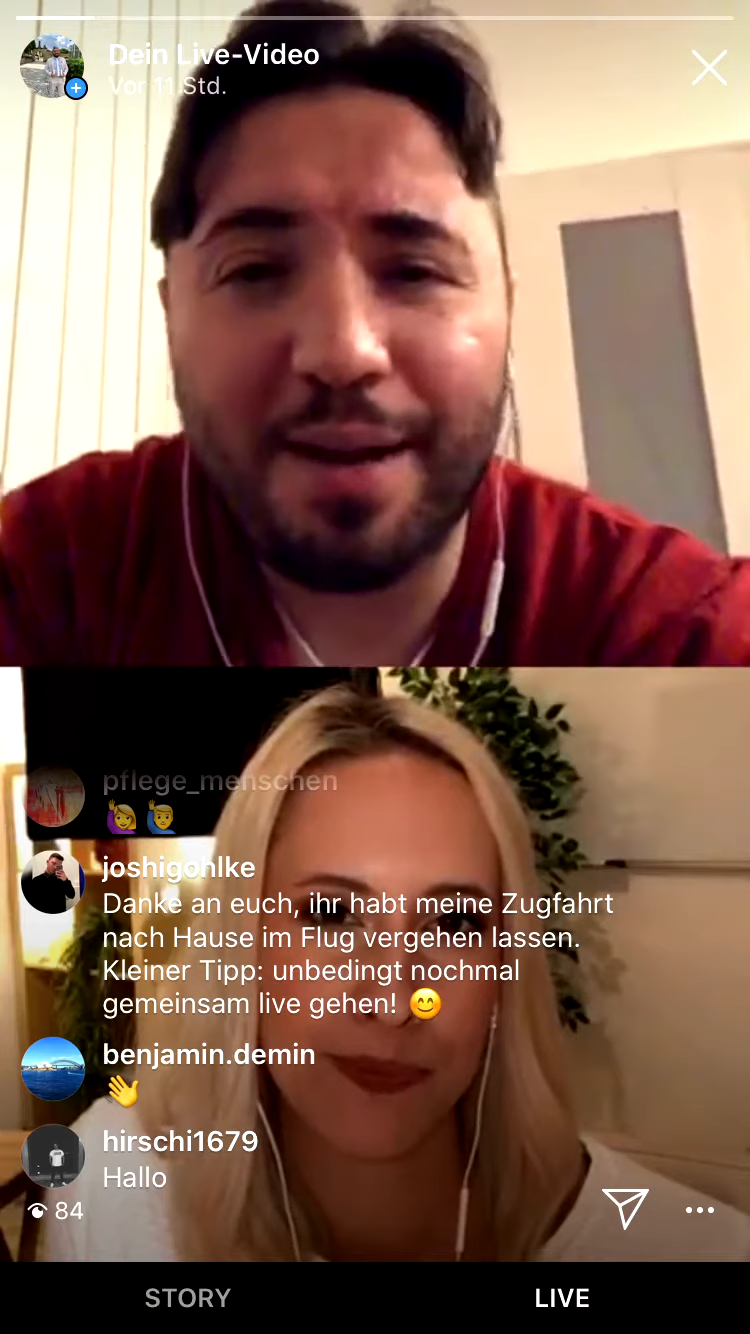 Dein Live-Video
Vor 11 Std.
pflege_menschen
🙋‍♀️ 🙋‍♂️
joshigohlke
Danke an euch, ihr habt meine Zugfahrt
nach Hause im Flug vergehen lassen.
Kleiner Tipp: unbedingt nochmal
gemeinsam live gehen! 😊
benjamin.demin
👋
hirschi1679
Hallo
84
STORY LIVE